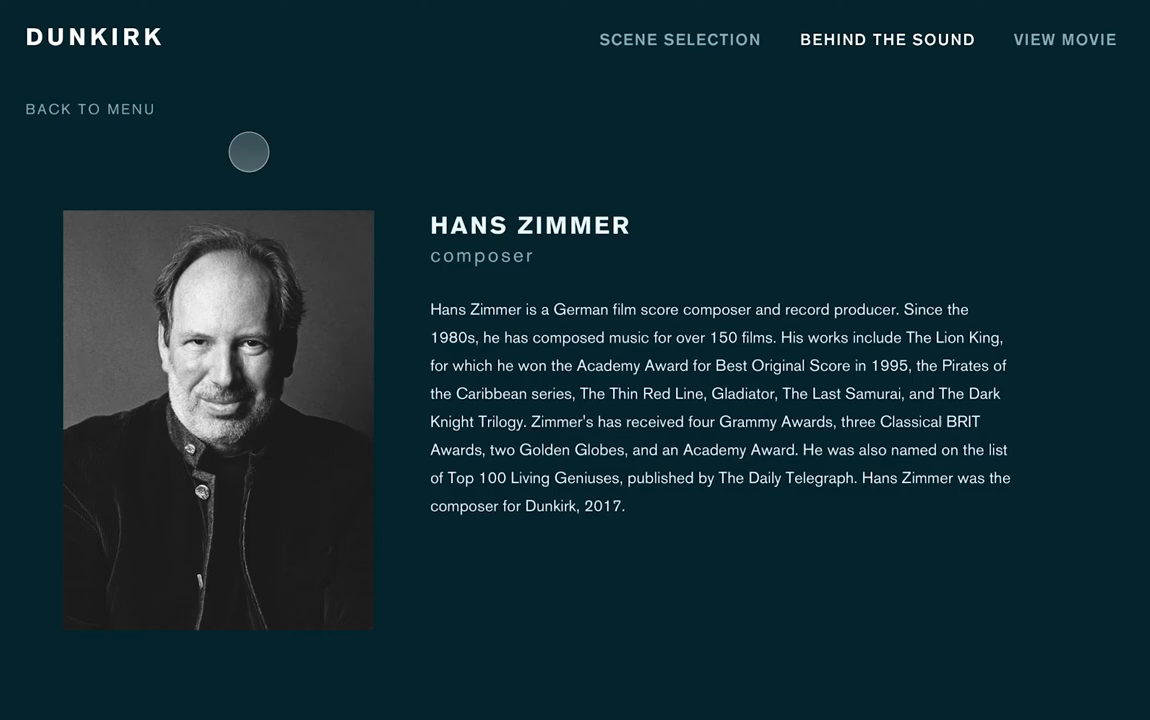 DUNKIRK
SCENE SELECTION
BEHIND THE SOUND
VIEW MOVIE
BACK TO MENU
HANS ZIMMER
composer
Hans Zimmer is a German film score composer and record producer. Since the
1980s, he has composed music for over 150 films. His works include The Lion King,
for which he won the Academy Award for Best Original Score in 1995, the Pirates of
the Caribbean series, The Thin Red Line, Gladiator, The Last Samurai, and The Dark
Knight Trilogy. Zimmer's has received four Grammy Awards, three Classical BRIT
Awards, two Golden Globes, and an Academy Award. He was also named on the list
of Top 100 Living Geniuses, published by The Daily Telegraph. Hans Zimmer was the
composer for Dunkirk, 2017.